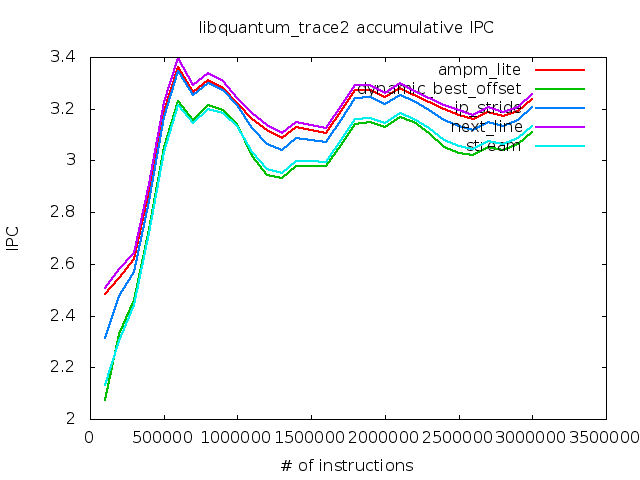 libquantum_trace2 accumulative IPC
3.4
3.2
3
2.8
2.6
2.4
2.2
2
IPC
ampm_lite
dynamic_best_offset
ip_stride
next_line
stream
0 500000 1000000 1500000 2000000 2500000 3000000 3500000
# of instructions